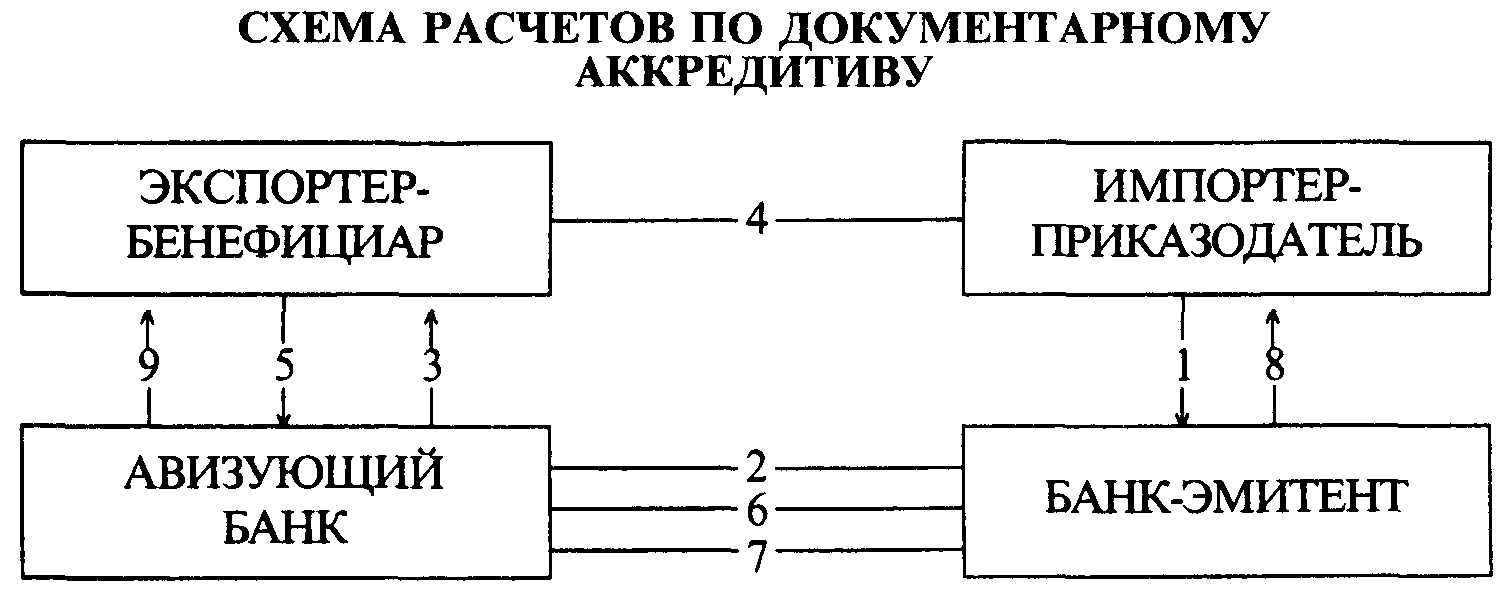 СХЕМА РАСЧЕТОВ ПО ДОКУМЕНТАРНОМУ
АККРЕДИТИВУ
ЭКСПОРТЕР-
БЕНЕФИЦИАР
4
ИМПОРТЕР-
ПРИКАЗОДАТЕЛЬ
9 5 3
1 8
АВИЗУЮЩИЙ
БАНК
2
6
7
БАНК-ЭМИТЕНТ